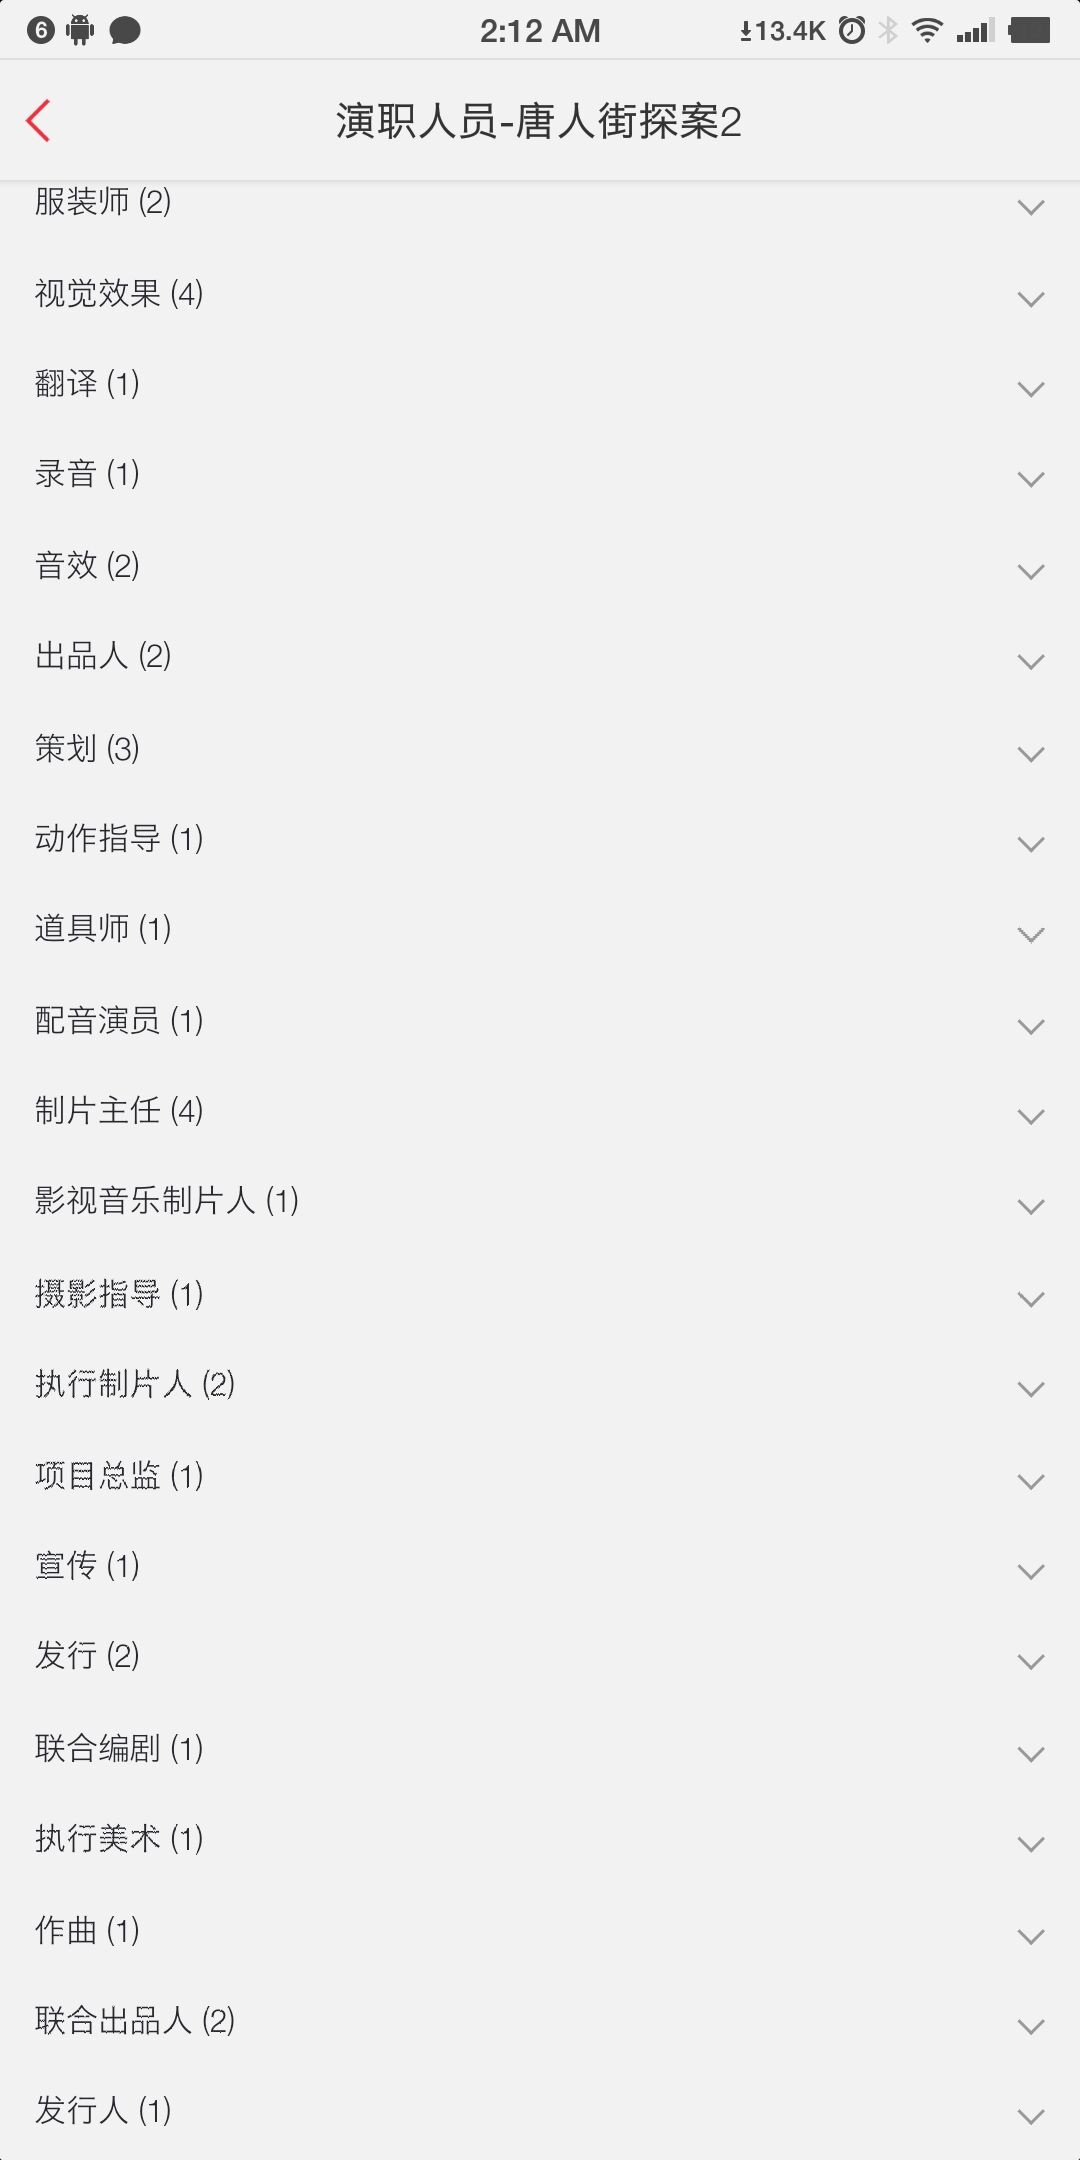 6 2:12 AM 13.4K
演职人员-唐人街探案2
服装师 (2)
视觉效果 (4)
翻译 (1)
录音 (1)
音效 (2)
出品人 (2)
策划 (3)
动作指导 (1)
道具师 (1)
配音演员 (1)
制片主任 (4)
影视音乐制片人 (1)
摄影指导 (1)
执行制片人 (2)
项目总监 (1)
宣传 (1)
发行 (2)
联合编剧 (1)
执行美术 (1)
作曲 (1)
联合出品人 (2)
发行人 (1)